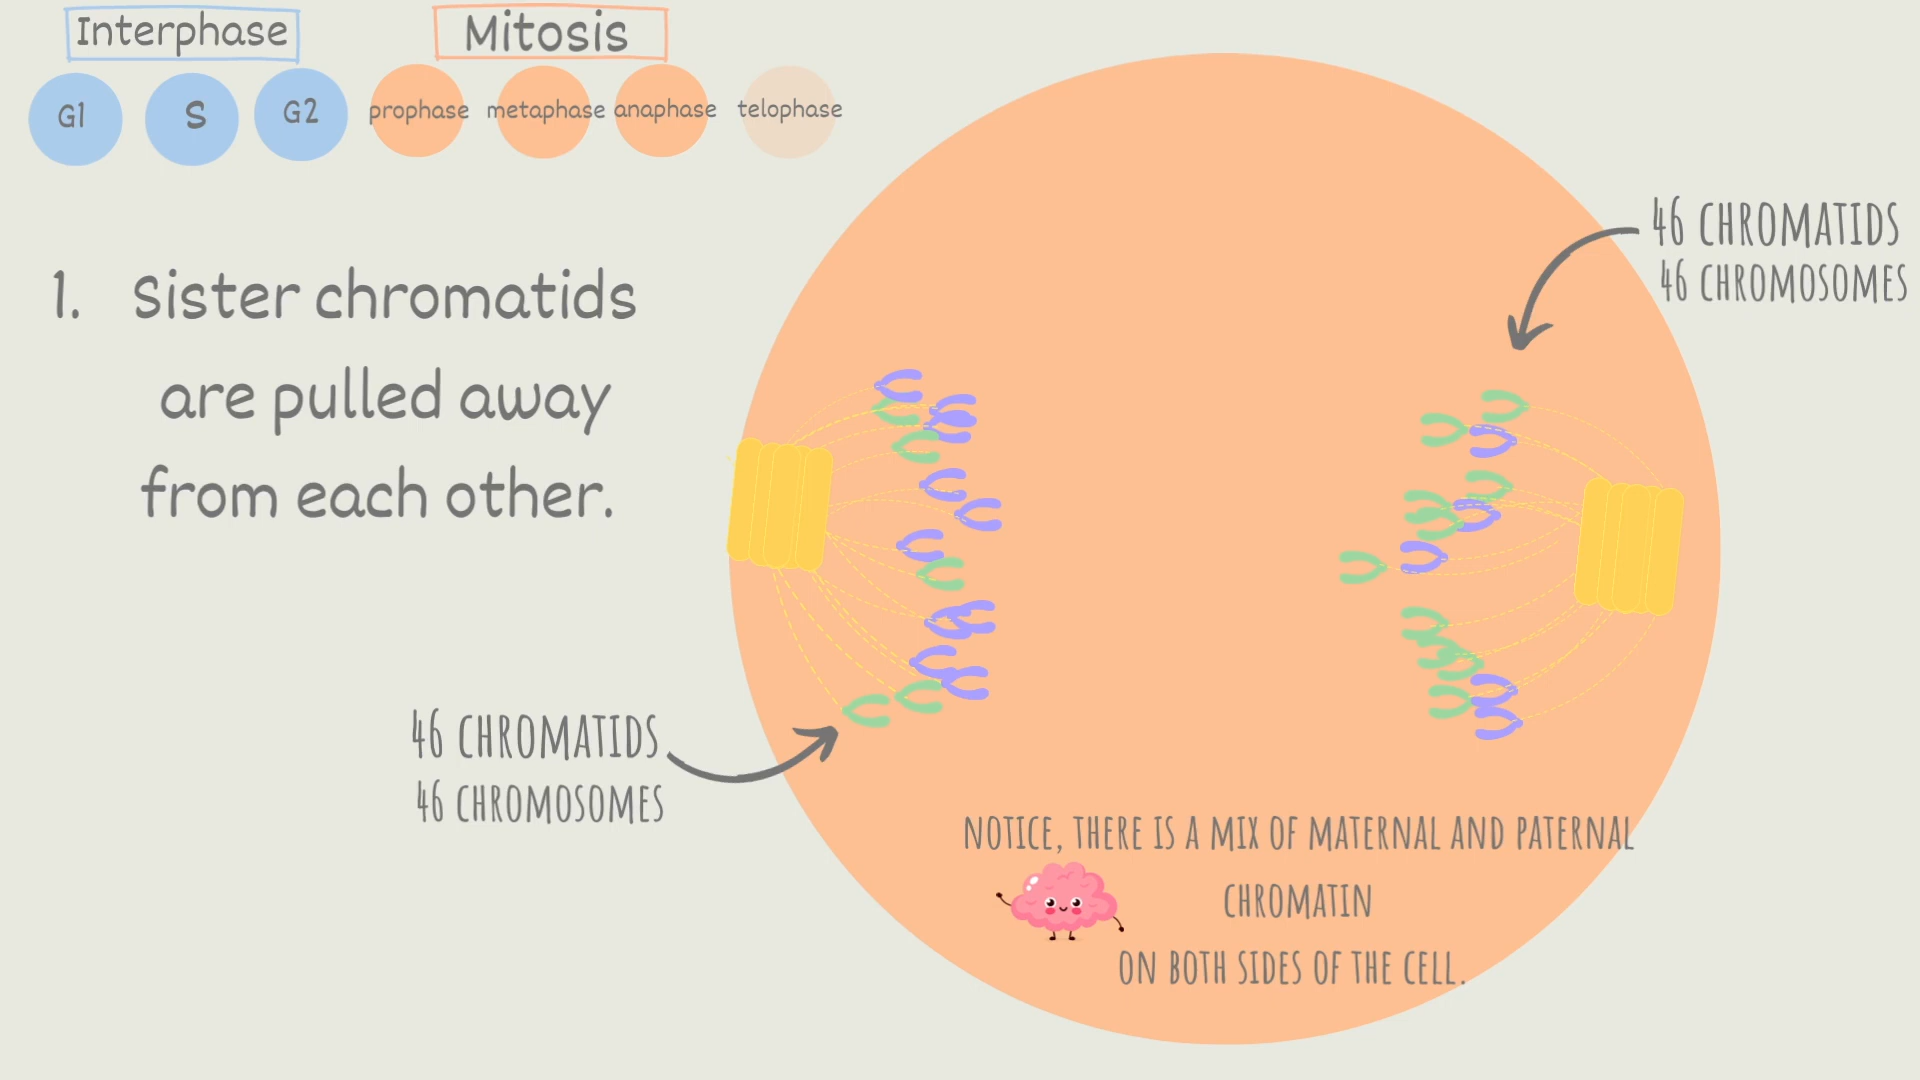 Interphase
Mitosis
G1
S
G2
prophase
metaphase
anaphase
telophase
1. Sister chromatids
are pulled away
from each other.
46 CHROMATIDS
46 CHROMOSOMES
46 CHROMATIDS
46 CHROMOSOMES
NOTICE, THERE IS A MIX OF MATERNAL AND PATERNAL
CHROMATIN
ON BOTH SIDES OF THE CELL.